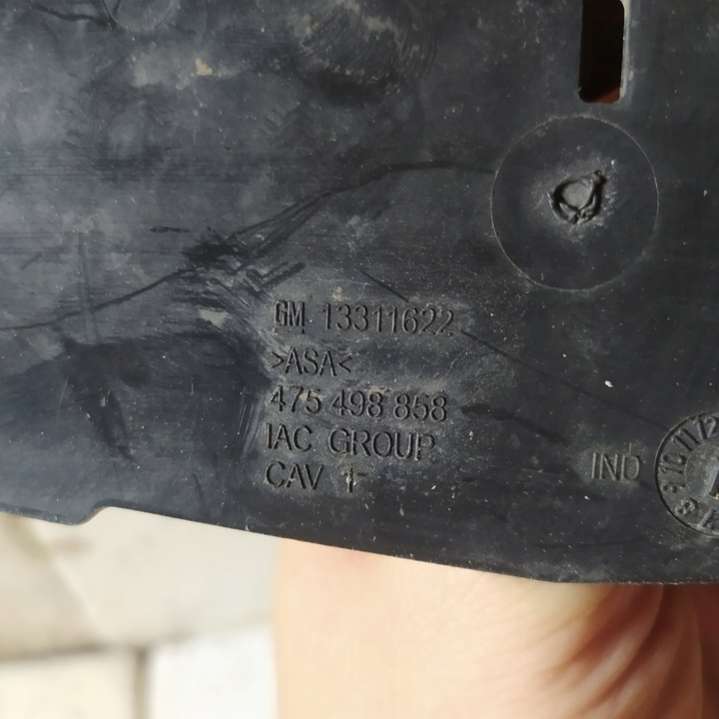 GM 13311622
>ASA<
475 498 858
IAC GROUP
CAV 1
IND